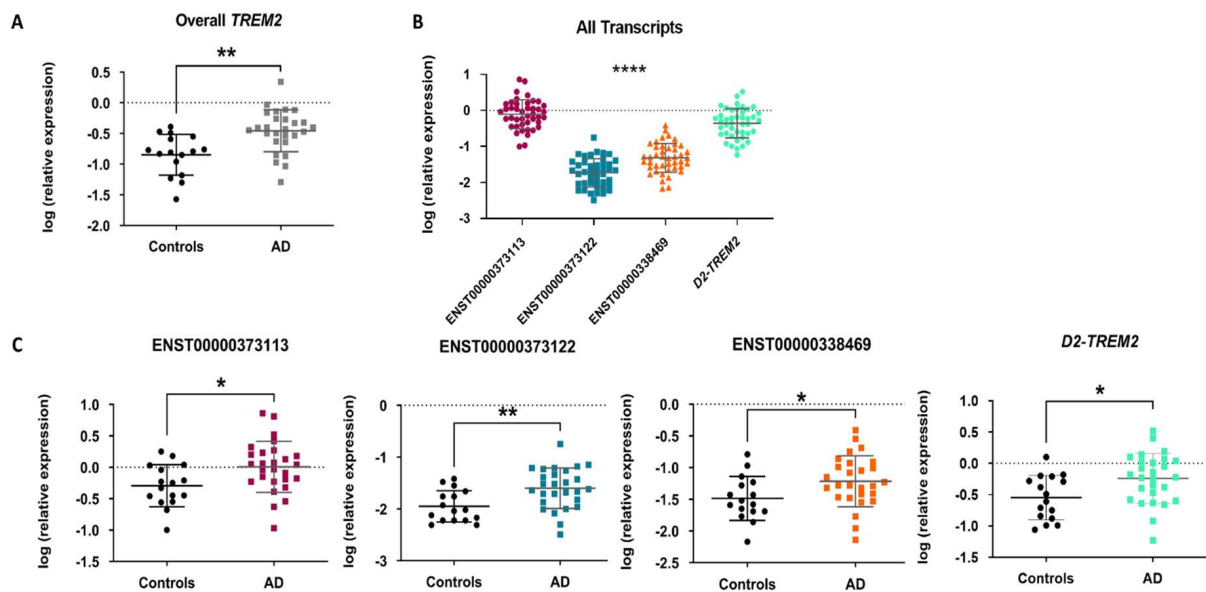 A
Overall TREM2
**
log (relative expression)
0.5
0.0
-0.5
-1.0
-1.5
-2.0
Controls
AD
B
All Transcripts
****
log (relative expression)
1
0
-1
-2
-3
ENST00000373113
ENST00000373122
ENST00000338469
D2-TREM2
C
ENST00000373113
*
log (relative expression)
1.0
0.5
0.0
-0.5
-1.0
-1.5
Controls
AD
ENST00000373122
**
log (relative expression)
0
-1
-2
-3
Controls
AD
ENST00000338469
*
log (relative expression)
0.0
-0.5
-1.0
-1.5
-2.0
-2.5
Controls
AD
D2-TREM2
*
log (relative expression)
1.0
0.5
0.0
-0.5
-1.0
-1.5
Controls
AD